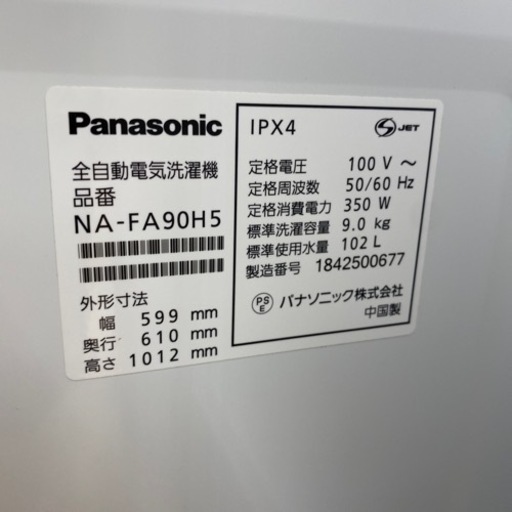 Panasonic
全自動電気洗濯機
品番
NA-FA90H5
外形寸法
幅 599 mm
奥行 610 mm
高さ 1012 mm
IPX4
S JET
定格電圧 100 V ～
定格周波数 50/60 Hz
定格消費電力 350 W
標準洗濯容量 9.0 kg
標準使用水量 102 L
製造番号 1842500677
PSE パナソニック株式会社
中国製